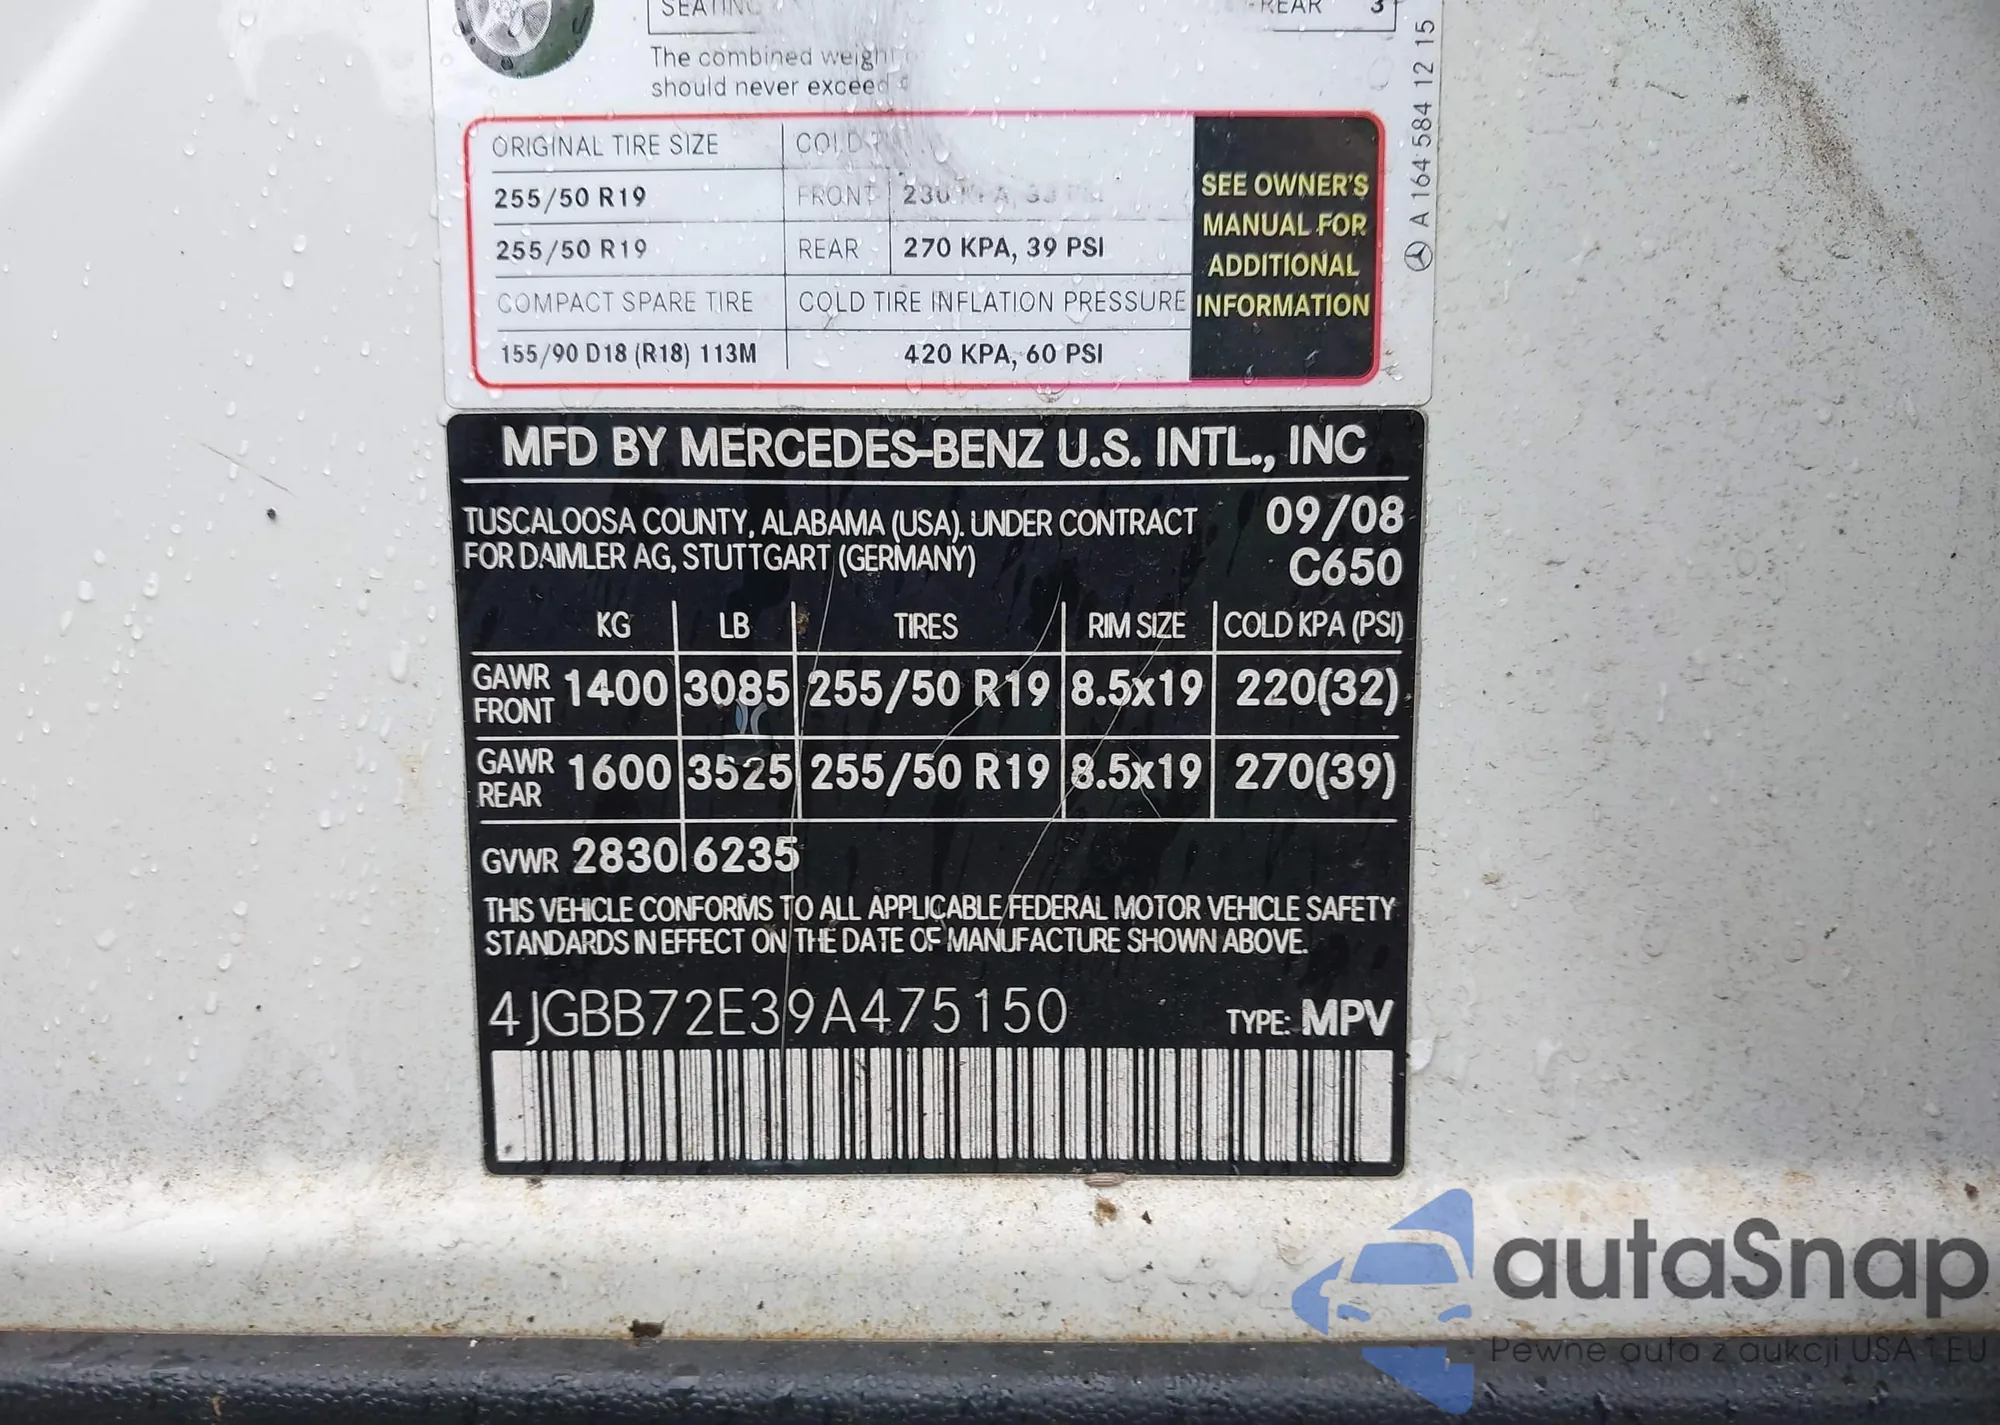 SEATING REAR 3
The combined weight
should never exceed
ORIGINAL TIRE SIZE COLD
255/50 R19 FRONT 230
255/50 R19 REAR 270 KPA, 39 PSI
COMPACT SPARE TIRE COLD TIRE INFLATION PRESSURE
155/90 D18 (R18) 113M 420 KPA, 60 PSI
SEE OWNER'S
MANUAL FOR
ADDITIONAL
INFORMATION
A 164 584 12 15
MFD BY MERCEDES-BENZ U.S. INTL., INC
TUSCALOOSA COUNTY, ALABAMA (USA). UNDER CONTRACT 09/08
FOR DAIMLER AG, STUTTGART (GERMANY) C650
KG LB TIRES RIM SIZE COLD KPA (PSI)
GAWR FRONT 1400 3085 255/50 R19 8.5x19 220(32)
GAWR REAR 1600 3525 255/50 R19 8.5x19 270(39)
GVWR 2830 6235
THIS VEHICLE CONFORMS TO ALL APPLICABLE FEDERAL MOTOR VEHICLE SAFETY
STANDARDS IN EFFECT ON THE DATE OF MANUFACTURE SHOWN ABOVE.
4JGBB72E39A475150 TYPE: MPV
autaSnap
Pewne auta z aukcji USA i EU